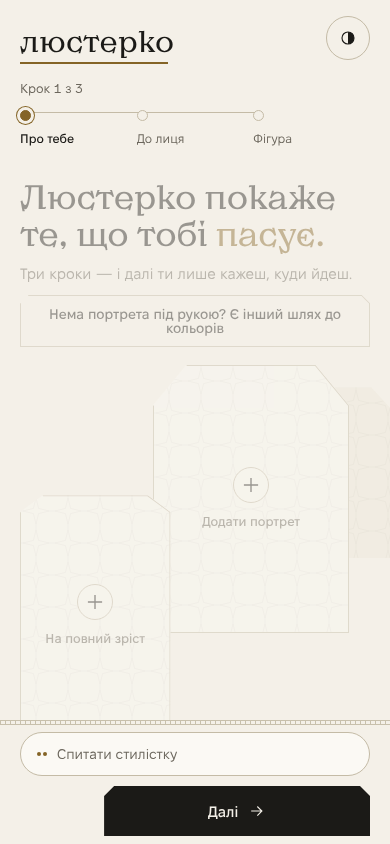 люстерко
Крок 1 з 3
Про тебе
До лиця
Фігура
Люстерко покаже
те, що тобі пасує.
Три кроки — і далі ти лише кажеш, куди йдеш.
Нема портрета під рукою? Є інший шлях до
кольорів
Додати портрет
На повний зріст
Спитати стилістку
Далі →